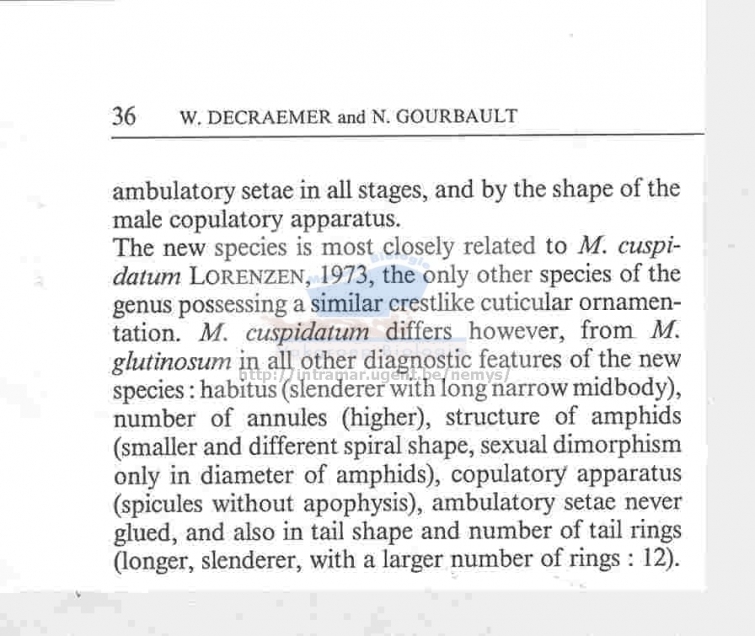 36 W. DECRAEMER and N. GOURBAULT
ambulatory setae in all stages, and by the shape of the
male copulatory apparatus.
The new species is most closely related to M. cuspi-
datum LORENZEN, 1973, the only other species of the
genus possessing a similar crestlike cuticular ornamen-
tation. M. cuspidatum differs however, from M.
glutinosum in all other diagnostic features of the new
http://intramar.ugent.be/nemys/
species : habitus (slenderer with long narrow midbody),
number of annules (higher), structure of amphids
(smaller and different spiral shape, sexual dimorphism
only in diameter of amphids), copulatory apparatus
(spicules without apophysis), ambulatory setae never
glued, and also in tail shape and number of tail rings
(longer, slenderer, with a larger number of rings : 12).